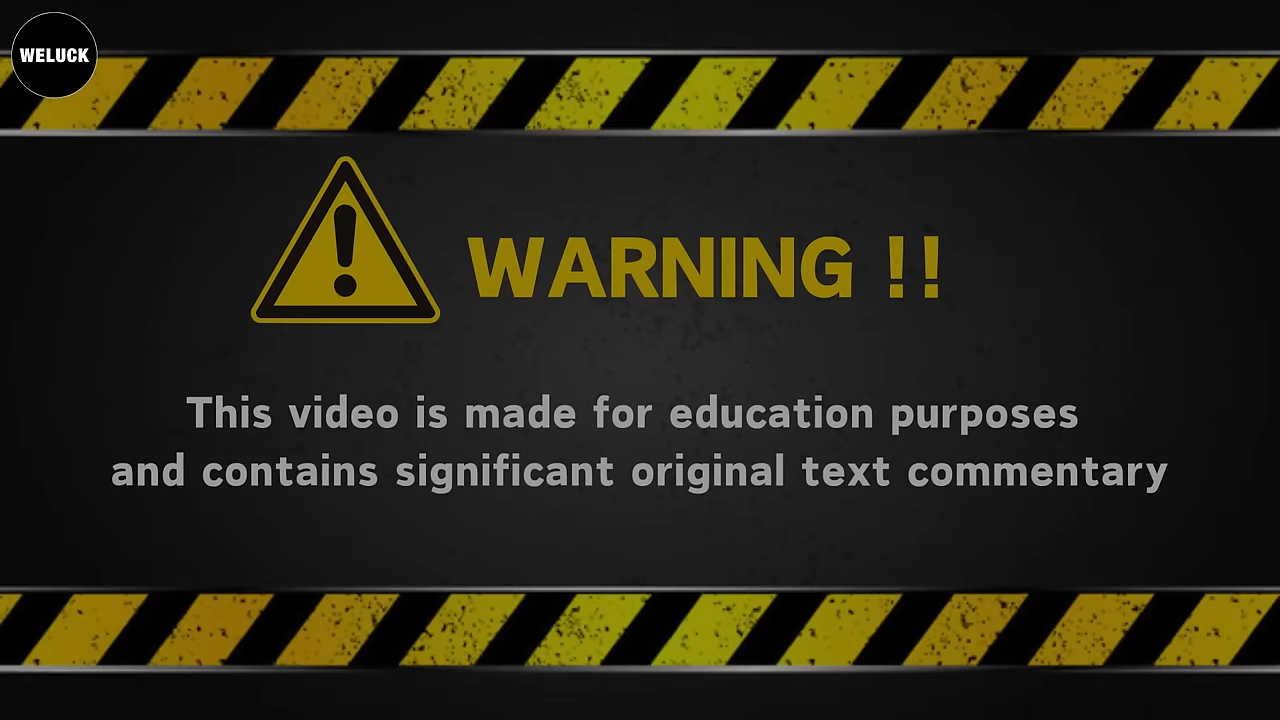 WELUCK
WARNING !!
This video is made for education purposes
and contains significant original text commentary